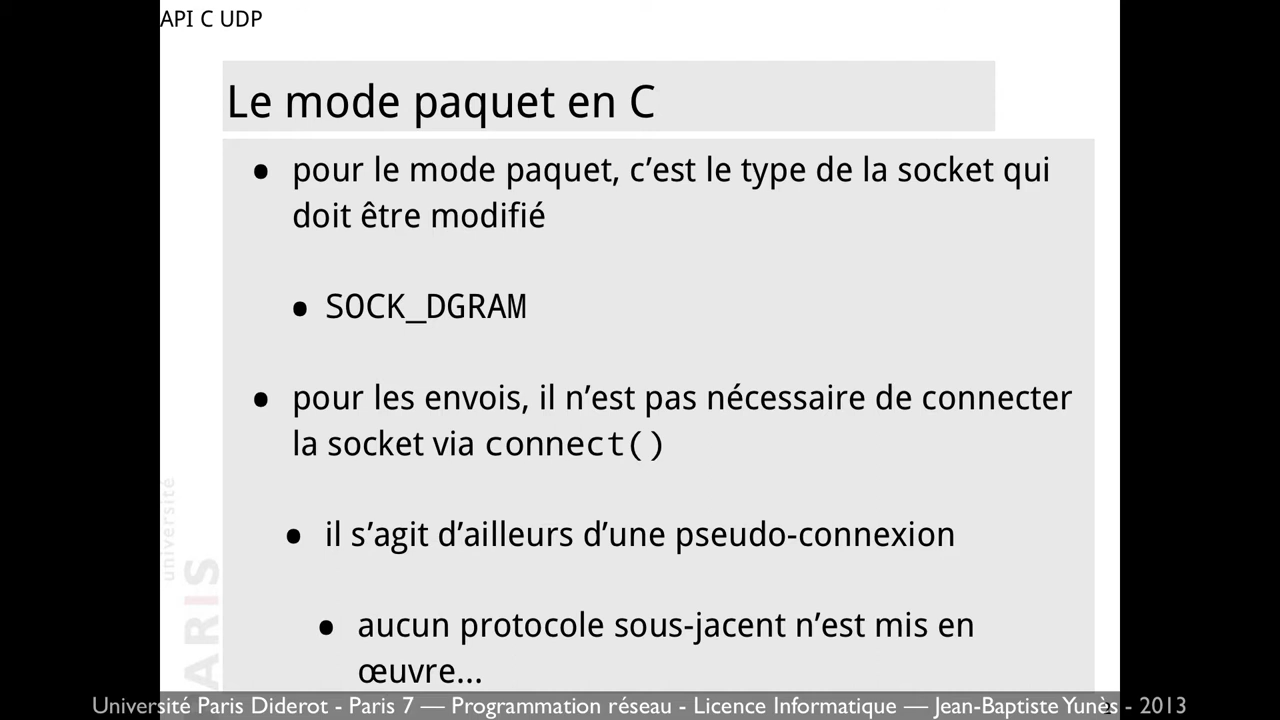 API C UDP
Le mode paquet en C
• pour le mode paquet, c’est le type de la socket qui
doit être modifié
• SOCK_DGRAM
• pour les envois, il n’est pas nécessaire de connecter
la socket via connect()
• il s’agit d’ailleurs d’une pseudo-connexion
• aucun protocole sous-jacent n’est mis en
œuvre...
université
ARIS
Université Paris Diderot - Paris 7 — Programmation réseau - Licence Informatique — Jean-Baptiste Yunès - 2013